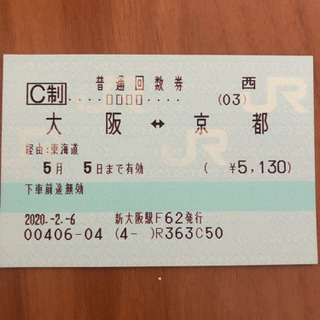 C制 普通回数券 西
....□□□□.... (03)
大阪 ↔ 京都
経由:東海道
5月 5日まで有効 ( ¥5,130)
下車前途無効
2020.-2.-6 新大阪駅F62発行
00406-04 (4- )R363C50